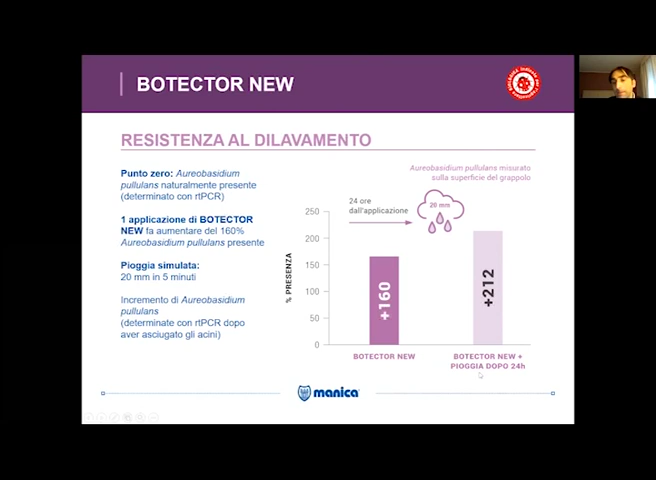 BOTECTOR NEW
RESISTENZA AL DILAVAMENTO
Punto zero: Aureobasidium
pullulans naturalmente presente
(determinato con rtPCR)
1 applicazione di BOTECTOR
NEW fa aumentare del 160%
Aureobasidium pullulans presente
Pioggia simulata:
20 mm in 5 minuti
Incremento di Aureobasidium
pullulans
(determinate con rtPCR dopo
aver asciugato gli acini)
Aureobasidium pullulans misurato
sulla superficie del grappolo
24 ore
dall'applicazione
20 mm
% PRESENZA
250
200
150
100
50
0
+160
+212
BOTECTOR NEW
BOTECTOR NEW +
PIOGGIA DOPO 24h
manica